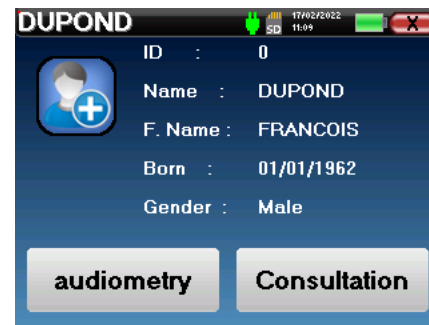 DUPOND
SD 17/02/2022
11:09
X
ID : 0
Name : DUPOND
F. Name : FRANCOIS
Born : 01/01/1962
Gender : Male
audiometry Consultation